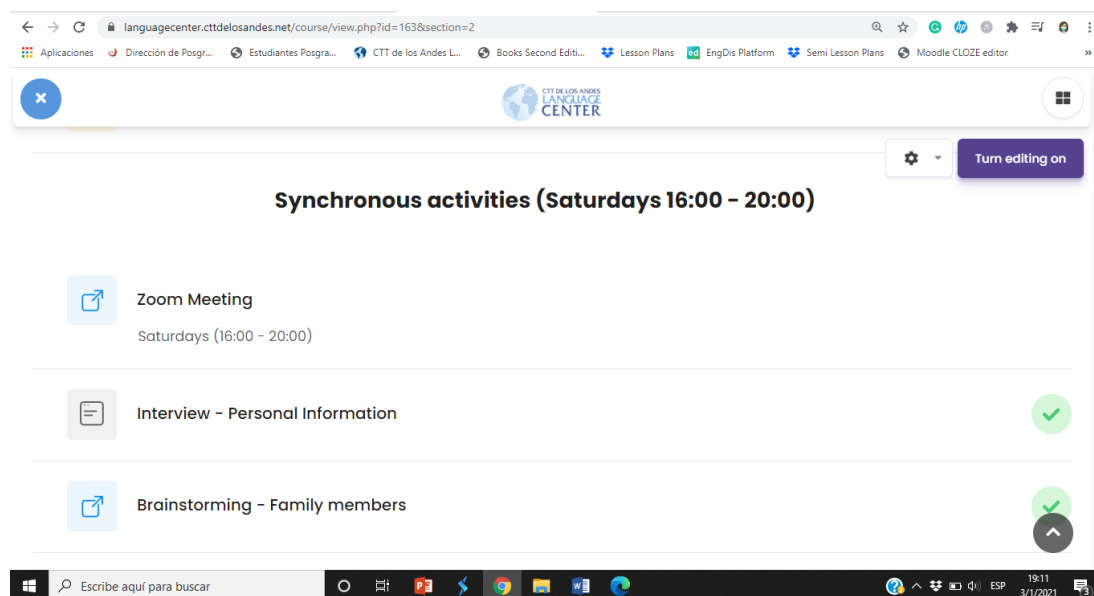 languagecenter.cttdelosandes.net/course/view.php?id=163&section=2
Aplicaciones Dirección de Posgr... Estudiantes Posgra... CTT de los Andes L... Books Second Editi... Lesson Plans ed EngDis Platform Semi Lesson Plans Moodle CLOZE editor »
CTT DE LOS ANDES
LANGUAGE
CENTER
Turn editing on
Synchronous activities (Saturdays 16:00 - 20:00)
Zoom Meeting
Saturdays (16:00 - 20:00)
Interview - Personal Information
Brainstorming - Family members
Escribe aquí para buscar
ESP
19:11
3/1/2021
3